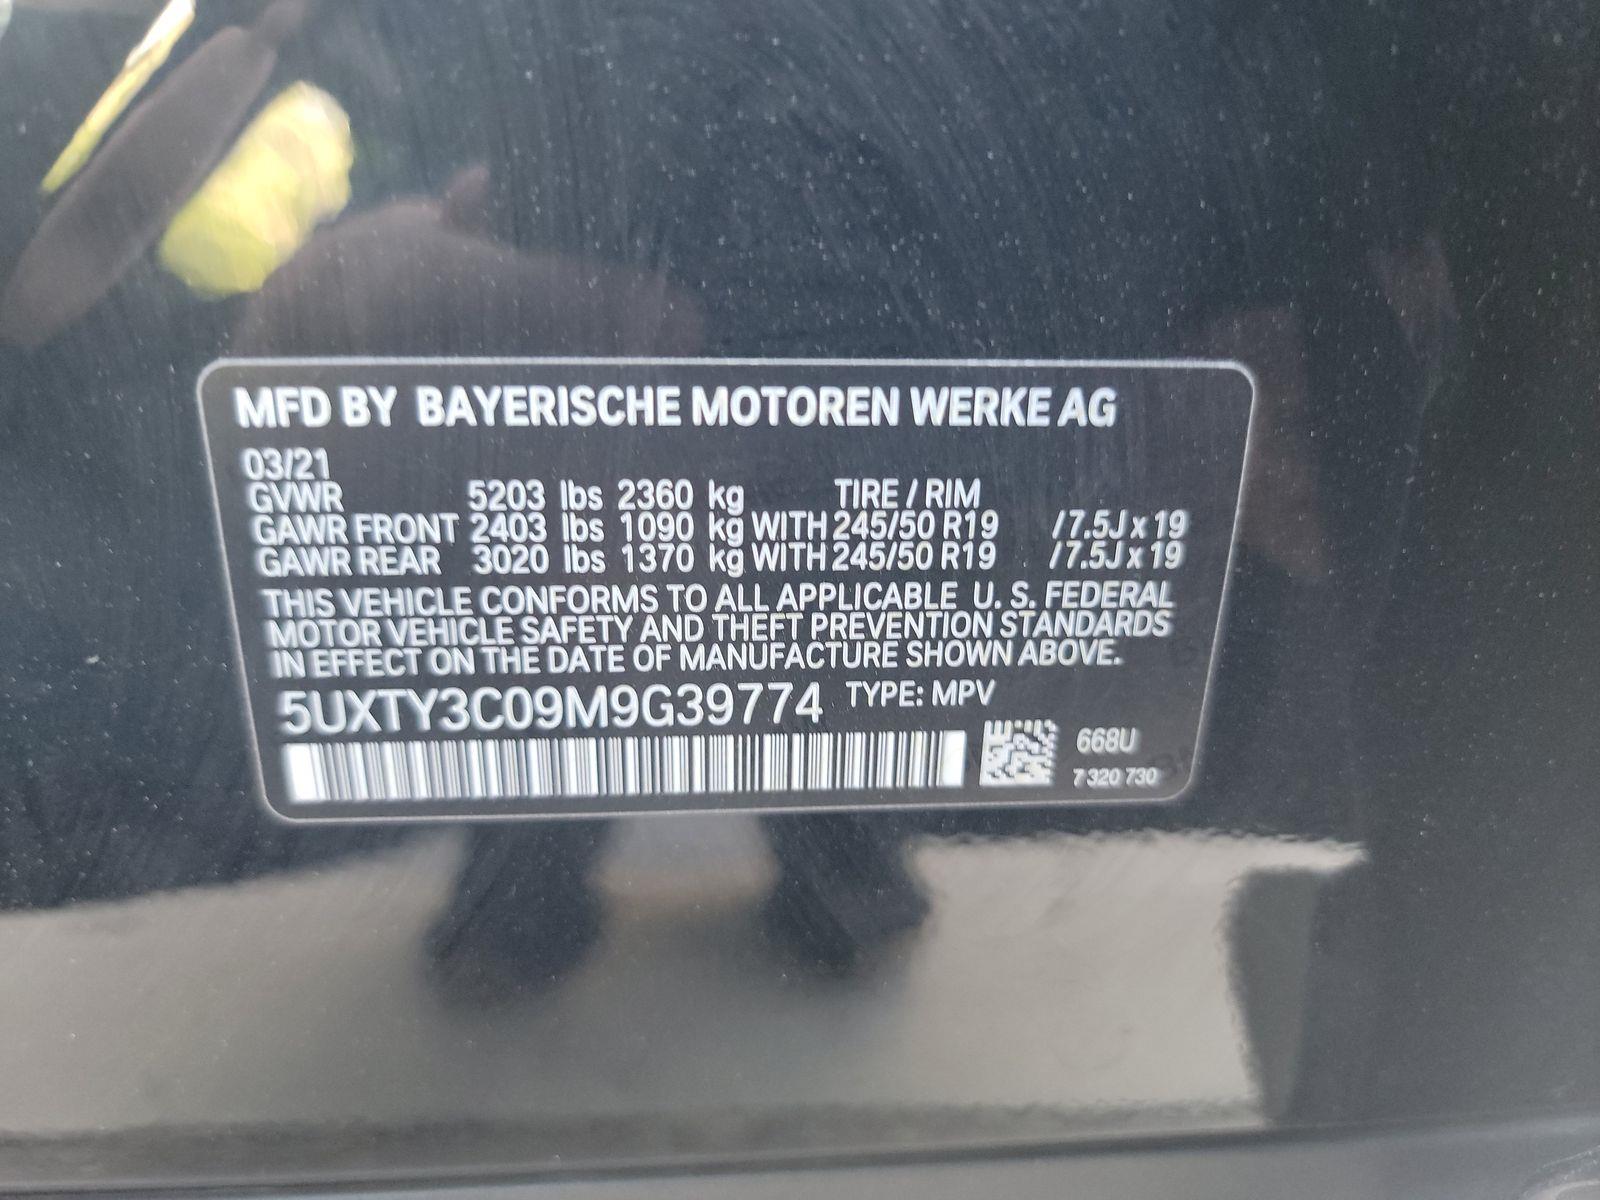 MFD BY BAYERISCHE MOTOREN WERKE AG
03/21
GVWR 5203 lbs 2360 kg TIRE / RIM
GAWR FRONT 2403 lbs 1090 kg WITH 245/50 R19 / 7.5J x 19
GAWR REAR 3020 lbs 1370 kg WITH 245/50 R19 / 7.5J x 19
THIS VEHICLE CONFORMS TO ALL APPLICABLE U. S. FEDERAL
MOTOR VEHICLE SAFETY AND THEFT PREVENTION STANDARDS
IN EFFECT ON THE DATE OF MANUFACTURE SHOWN ABOVE.
5UXTY3C09M9G39774 TYPE: MPV
668U
7 320 730